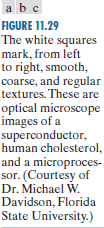 a b c
FIGURE 11.29
The white squares
mark, from left
to right, smooth,
coarse, and regular
textures. These are
optical microscope
images of a
superconductor,
human cholesterol,
and a microproces-
sor. (Courtesy of
Dr. Michael W.
Davidson, Florida
State University.)